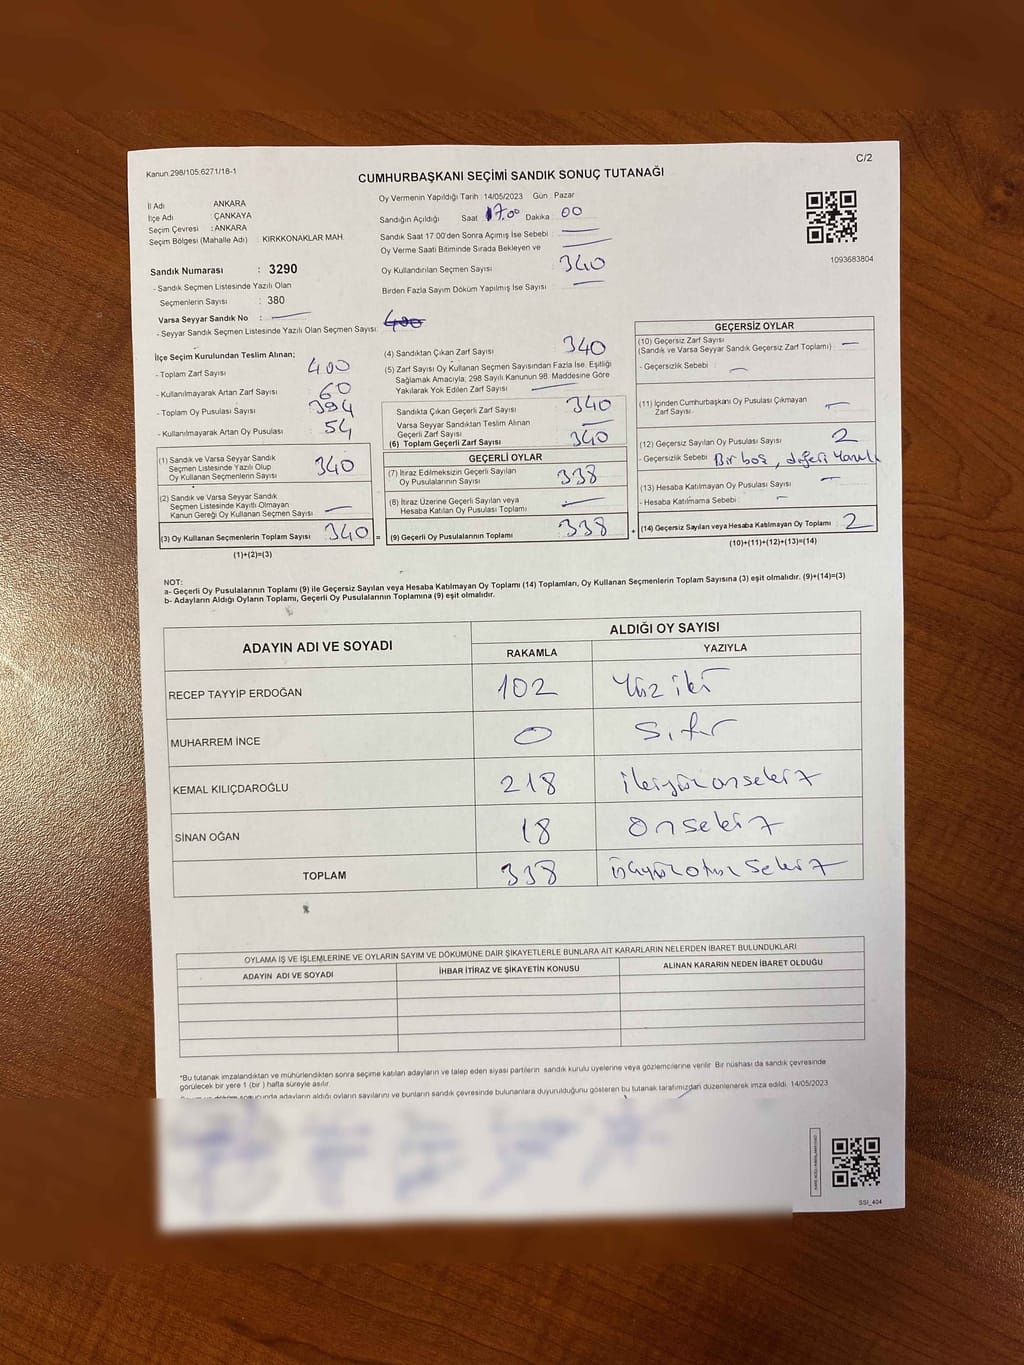 Kanun:298/105;6271/18-1
C/2
CUMHURBAŞKANI SEÇİMİ SANDIK SONUÇ TUTANAĞI
İl Adı : ANKARA
İlçe Adı : ÇANKAYA
Seçim Çevresi : ANKARA
Seçim Bölgesi (Mahalle Adı) : KIRKKONAKLAR MAH.
Sandık Numarası : 3290
- Sandık Seçmen Listesinde Yazılı Olan
Seçmenlerin Sayısı : 380
Varsa Seyyar Sandık No :
- Seyyar Sandık Seçmen Listesinde Yazılı Olan Seçmen Sayısı:
Oy Vermenin Yapıldığı Tarih :14/05/2023 Gün : Pazar
Sandığın Açıldığı Saat 17.00 Dakika 00
Sandık Saat 17:00'den Sonra Açılmış İse Sebebi :
Oy Verme Saati Bitiminde Sırada Bekleyen ve
Oy Kullandırılan Seçmen Sayısı : 340
Birden Fazla Sayım Döküm Yapılmış İse Sayısı :
1093683804
İlçe Seçim Kurulundan Teslim Alınan;
- Toplam Zarf Sayısı : 400
- Kullanılmayarak Artan Zarf Sayısı : 60
- Toplam Oy Pusulası Sayısı : 394
- Kullanılmayarak Artan Oy Pusulası : 54
(1) Sandık ve Varsa Seyyar Sandık
Seçmen Listesinde Yazılı Olup
Oy Kullanan Seçmenlerin Sayısı : 340
(2) Sandık ve Varsa Seyyar Sandık
Seçmen Listesinde Kayıtlı Olmayan
Kanun Gereği Oy Kullanan Seçmen Sayısı :
(3) Oy Kullanan Seçmenlerin Toplam Sayısı : 340 =
(1)+(2)=(3)
(4) Sandıktan Çıkan Zarf Sayısı : 340
(5) Zarf Sayısı Oy Kullanan Seçmen Sayısından Fazla İse, Eşitliği
Sağlamak Amacıyla; 298 Sayılı Kanunun 98. Maddesine Göre
Yakılarak Yok Edilen Zarf Sayısı :
Sandıkta Çıkan Geçerli Zarf Sayısı : 340
Varsa Seyyar Sandıktan Teslim Alınan
Geçerli Zarf Sayısı :
(6) Toplam Geçerli Zarf Sayısı : 340
GEÇERLİ OYLAR
(7) İtiraz Edilmeksizin Geçerli Sayılan
Oy Pusulalarının Sayısı : 338
(8) İtiraz Üzerine Geçerli Sayılan veya
Hesaba Katılan Oy Pusulası Toplamı :
(9) Geçerli Oy Pusulalarının Toplamı : 338 +
GEÇERSİZ OYLAR
(10) Geçersiz Zarf Sayısı
(Sandık ve Varsa Seyyar Sandık Geçersiz Zarf Toplamı) : —
- Geçersizlik Sebebi : —
(11) İçinden Cumhurbaşkanı Oy Pusulası Çıkmayan
Zarf Sayısı : —
(12) Geçersiz Sayılan Oy Pusulası Sayısı : 2
- Geçersizlik Sebebi : Bir boş, diğeri
(13) Hesaba Katılmayan Oy Pusulası Sayısı : —
- Hesaba Katılmama Sebebi : —
(14) Geçersiz Sayılan veya Hesaba Katılmayan Oy Toplamı : 2
(10)+(11)+(12)+(13)=(14)
NOT:
a- Geçerli Oy Pusulalarının Toplamı (9) ile Geçersiz Sayılan veya Hesaba Katılmayan Oy Toplamı (14) Toplamları, Oy Kullanan Seçmenlerin Toplam Sayısına (3) eşit olmalıdır. (9)+(14)=(3)
b- Adayların Aldığı Oyların Toplamı, Geçerli Oy Pusulalarının Toplamına (9) eşit olmalıdır.
ADAYIN ADI VE SOYADI
ALDIĞI OY SAYISI
RAKAMLA YAZIYLA
RECEP TAYYİP ERDOĞAN 102 Yüz iki
MUHARREM İNCE 0 Sıfır
KEMAL KILIÇDAROĞLU 218 ikiyüzonsekiz
SİNAN OĞAN 18 Onsekiz
TOPLAM 338 üçyüzotuz sekiz
OYLAMA İŞ VE İŞLEMLERİNE VE OYLARIN SAYIM VE DÖKÜMÜNE DAİR ŞİKAYETLERLE BUNLARA AİT KARARLARIN NELERDEN İBARET BULUNDUKLARI
ADAYIN ADI VE SOYADI İHBAR İTİRAZ VE ŞİKAYETİN KONUSU ALINAN KARARIN NEDEN İBARET OLDUĞU
*Bu tutanak imzalandıktan ve mühürlendikten sonra seçime katılan adayların ve talep eden siyasi partilerin sandık kurulu üyelerine veya gözlemcilerine verilir. Bir nüshası da sandık çevresinde
görülecek bir yere 1 (bir ) hafta süreyle asılır.
adayların aldığı oyların sayılarını ve bunların sandık çevresinde bulunanlara duyurulduğunu gösteren bu tutanak tarafımızdan düzenlenerek imza edildi. 14/05/2023
SSİ_404